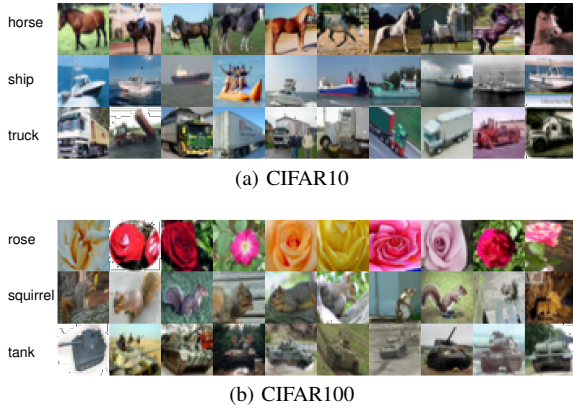 horse
ship
truck
(a) CIFAR10
rose
squirrel
tank
(b) CIFAR100